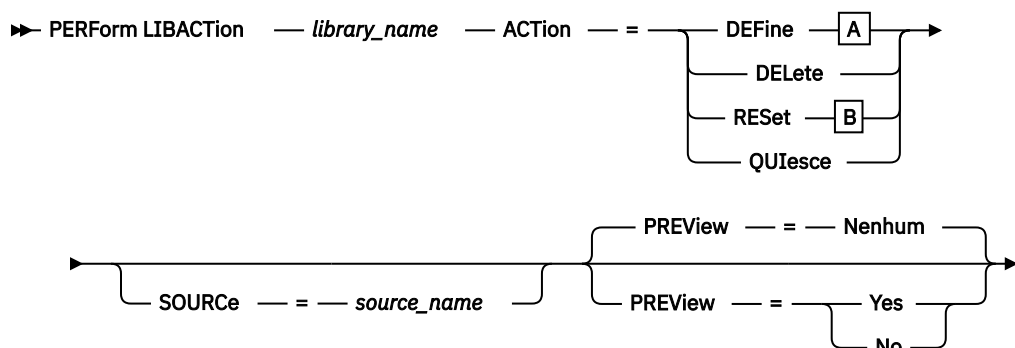 PERForm LIBACTion library_name ACTion = DEFine A
DELete
RESet B
QUIesce
PREView = Nenhum
SOURCe = source_name PREView = Yes
No